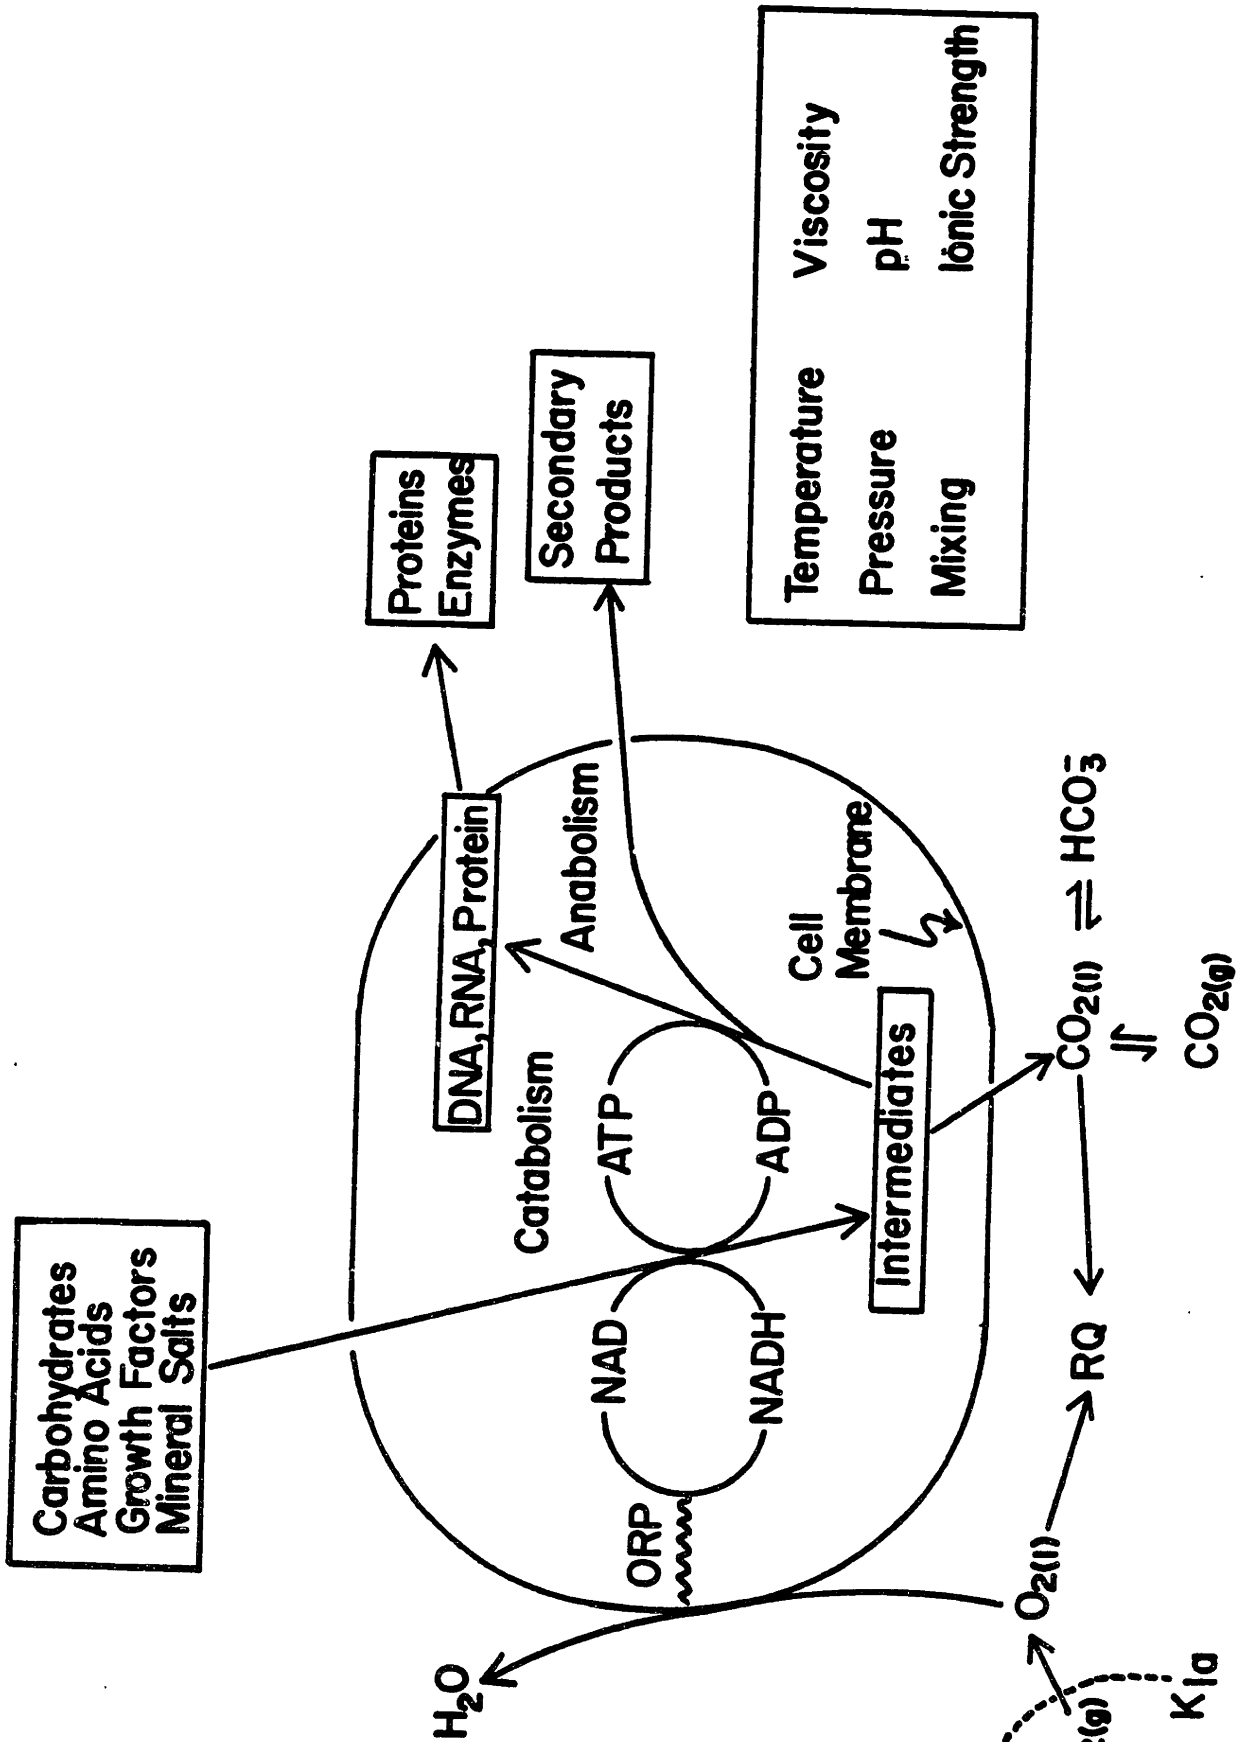 Carbohydrates
Amino Acids
Growth Factors
Mineral Salts
H₂O
DNA, RNA, Protein
Proteins
Enzymes
Catabolism
Anabolism
Secondary
Products
ORP
NAD
NADH
ATP
ADP
Cell
Membrane
Intermediates
Temperature
Viscosity
Pressure
pH
Mixing
Ionic Strength
O₂(l)
RQ
CO₂(l) ⇌ HCO₃⁻
⇌
CO₂(g)
(g)
Kla